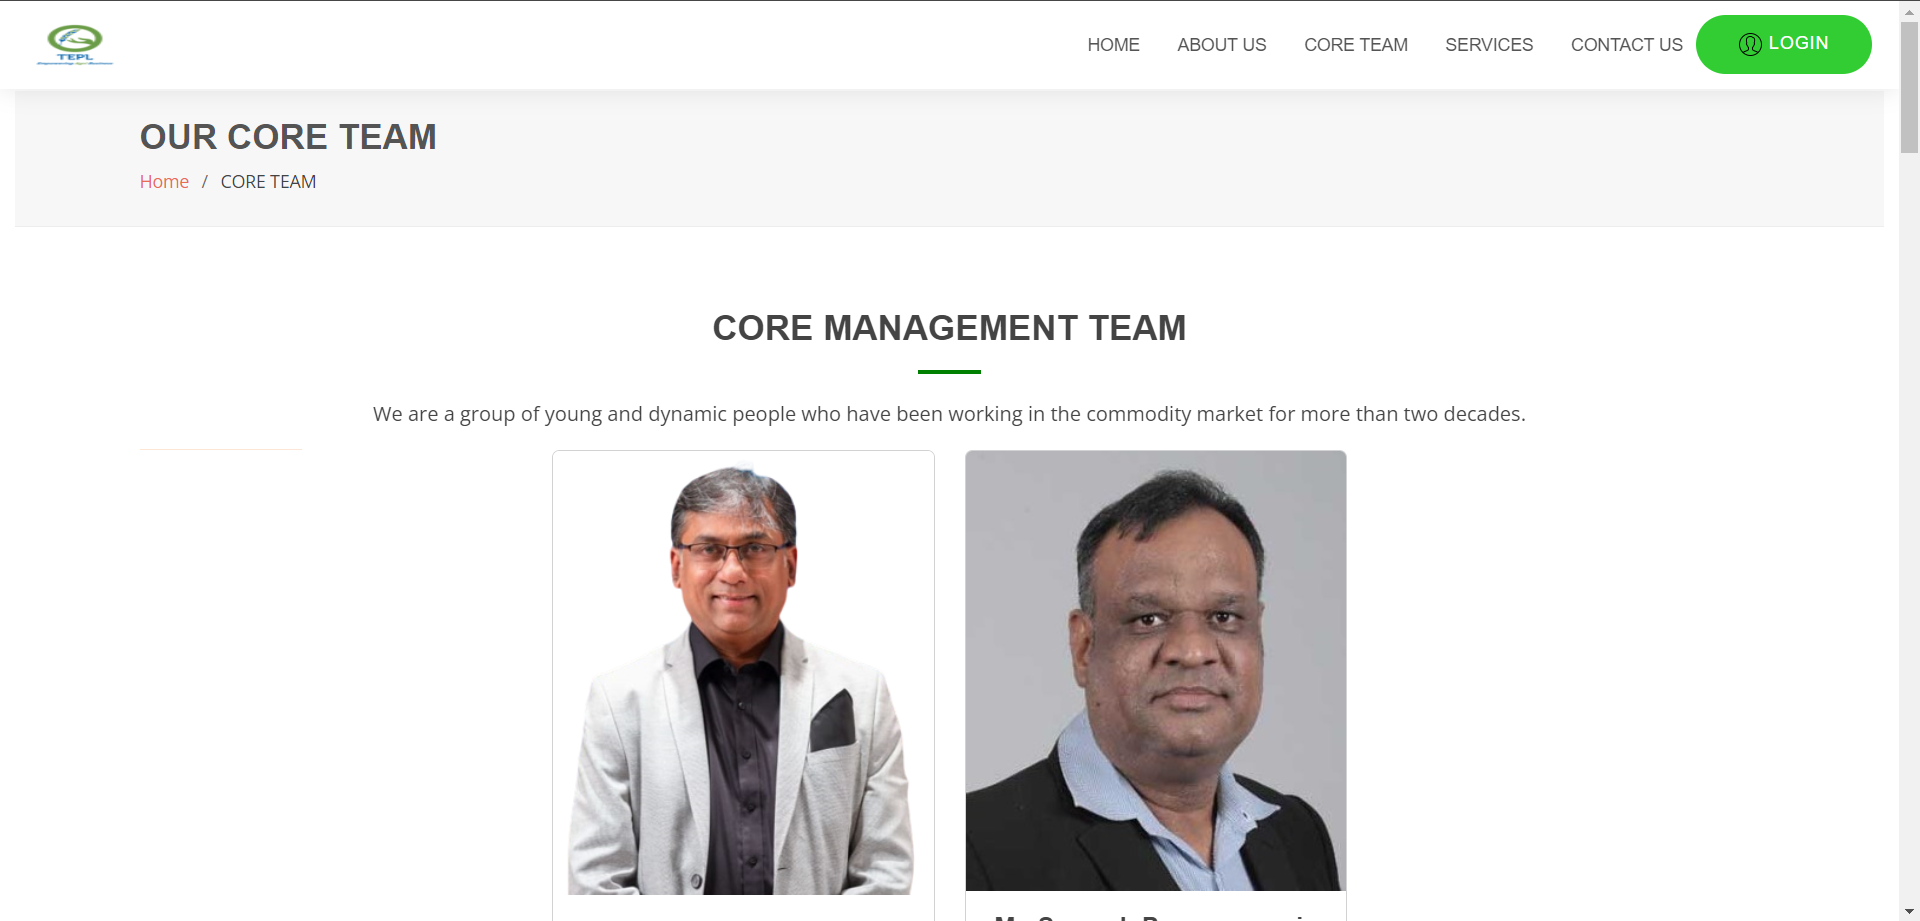 TEPL
HOME ABOUT US CORE TEAM SERVICES CONTACT US LOGIN
OUR CORE TEAM
Home / CORE TEAM
CORE MANAGEMENT TEAM
We are a group of young and dynamic people who have been working in the commodity market for more than two decades.